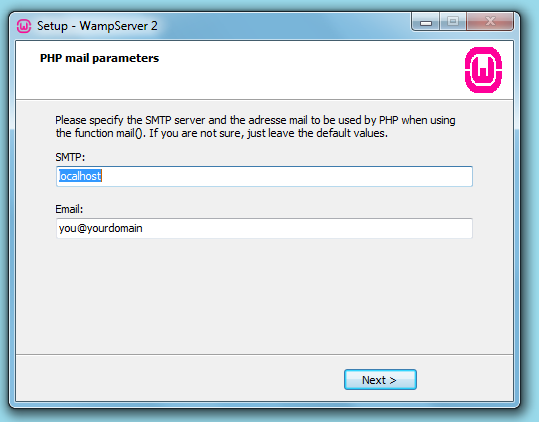 Setup - WampServer 2
PHP mail parameters
Please specify the SMTP server and the adresse mail to be used by PHP when using
the function mail(). If you are not sure, just leave the default values.
SMTP:
localhost
Email:
you@yourdomain
Next >